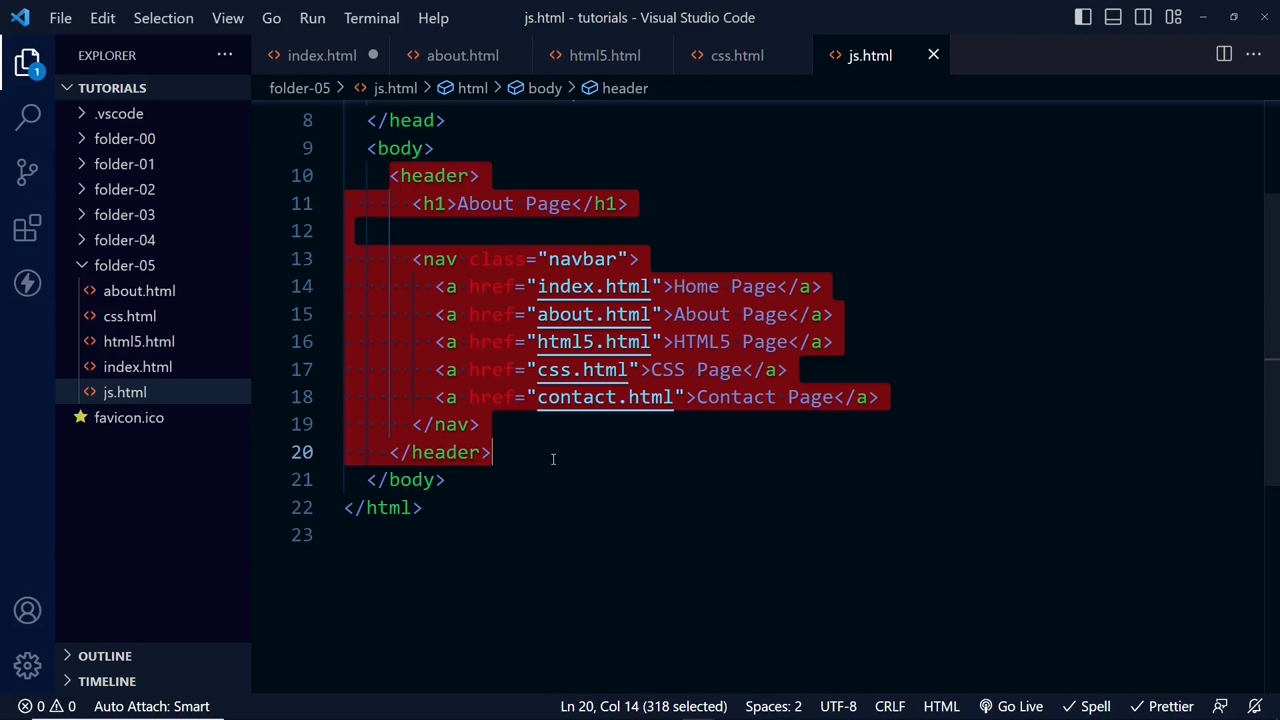 File Edit Selection View Go Run Terminal Help js.html - tutorials - Visual Studio Code
EXPLORER
index.html about.html html5.html css.html js.html
1
TUTORIALS
folder-05 > js.html > html > body > header
.vscode
folder-00
folder-01
folder-02
folder-03
folder-04
folder-05
about.html
css.html
html5.html
index.html
js.html
favicon.ico
8 </head>
9 <body>
10 <header>
11 <h1>About Page</h1>
12
13 <nav class="navbar">
14 <a href="index.html">Home Page</a>
15 <a href="about.html">About Page</a>
16 <a href="html5.html">HTML5 Page</a>
17 <a href="css.html">CSS Page</a>
18 <a href="contact.html">Contact Page</a>
19 </nav>
20 </header>
21 </body>
22 </html>
23
OUTLINE
TIMELINE
0 0 Auto Attach: Smart Ln 20, Col 14 (318 selected) Spaces: 2 UTF-8 CRLF HTML Go Live Spell Prettier